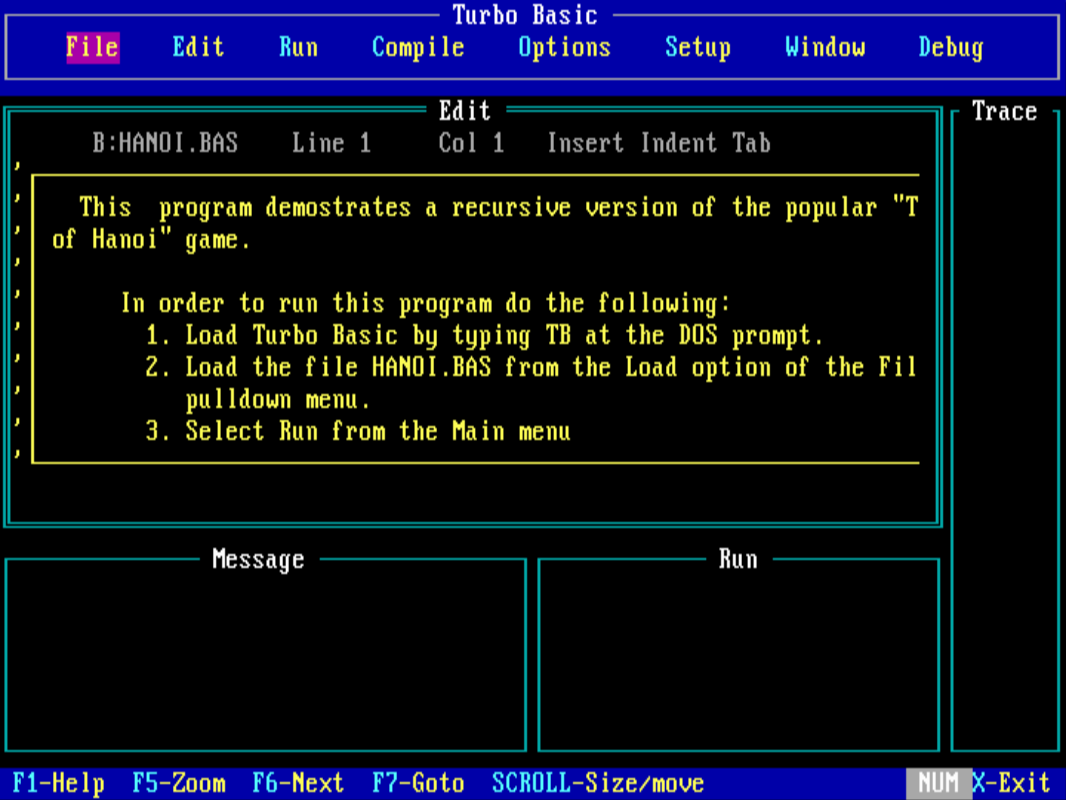 Turbo Basic
File Edit Run Compile Options Setup Window Debug
Edit
Trace
B:HANOI.BAS Line 1 Col 1 Insert Indent Tab
'
' This program demostrates a recursive version of the popular "T
' of Hanoi" game.
'
' In order to run this program do the following:
' 1. Load Turbo Basic by typing TB at the DOS prompt.
' 2. Load the file HANOI.BAS from the Load option of the Fil
' pulldown menu.
' 3. Select Run from the Main menu
'
Message
Run
F1-Help F5-Zoom F6-Next F7-Goto SCROLL-Size/move NUM X-Exit